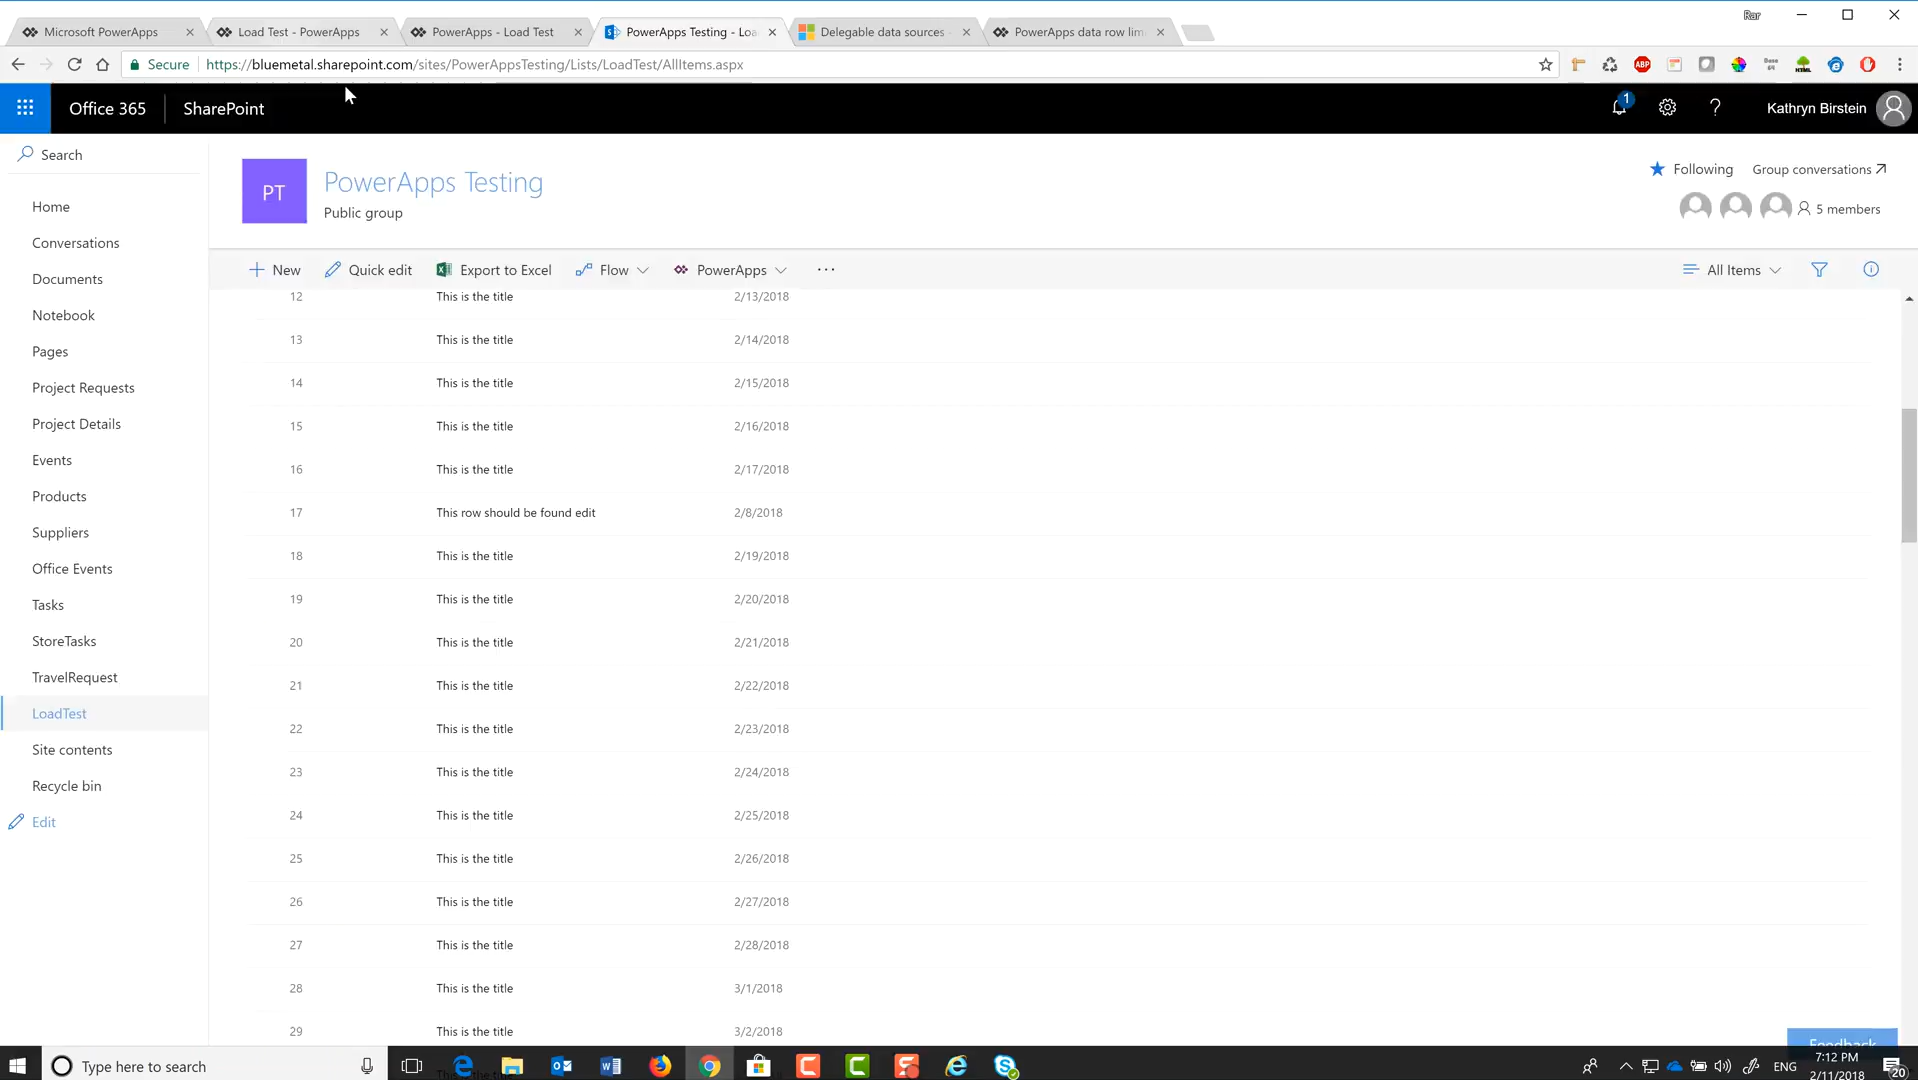 Microsoft PowerApps
Load Test - PowerApps
PowerApps - Load Test
PowerApps Testing - Loa
Delegable data sources -
PowerApps data row lim
Rar
Secure
https://bluemetal.sharepoint.com/sites/PowerAppsTesting/Lists/LoadTest/AllItems.aspx
ABP
Office 365
SharePoint
1
Kathryn Birstein
Search
Home
Conversations
Documents
Notebook
Pages
Project Requests
Project Details
Events
Products
Suppliers
Office Events
Tasks
StoreTasks
TravelRequest
LoadTest
Site contents
Recycle bin
Edit
PT
PowerApps Testing
Public group
Following
Group conversations
5 members
New
Quick edit
Export to Excel
Flow
PowerApps
All Items
12 This is the title 2/13/2018
13 This is the title 2/14/2018
14 This is the title 2/15/2018
15 This is the title 2/16/2018
16 This is the title 2/17/2018
17 This row should be found edit 2/8/2018
18 This is the title 2/19/2018
19 This is the title 2/20/2018
20 This is the title 2/21/2018
21 This is the title 2/22/2018
22 This is the title 2/23/2018
23 This is the title 2/24/2018
24 This is the title 2/25/2018
25 This is the title 2/26/2018
26 This is the title 2/27/2018
27 This is the title 2/28/2018
28 This is the title 3/1/2018
29 This is the title 3/2/2018
Feedback
Type here to search
ENG
7:12 PM
2/11/2018
20